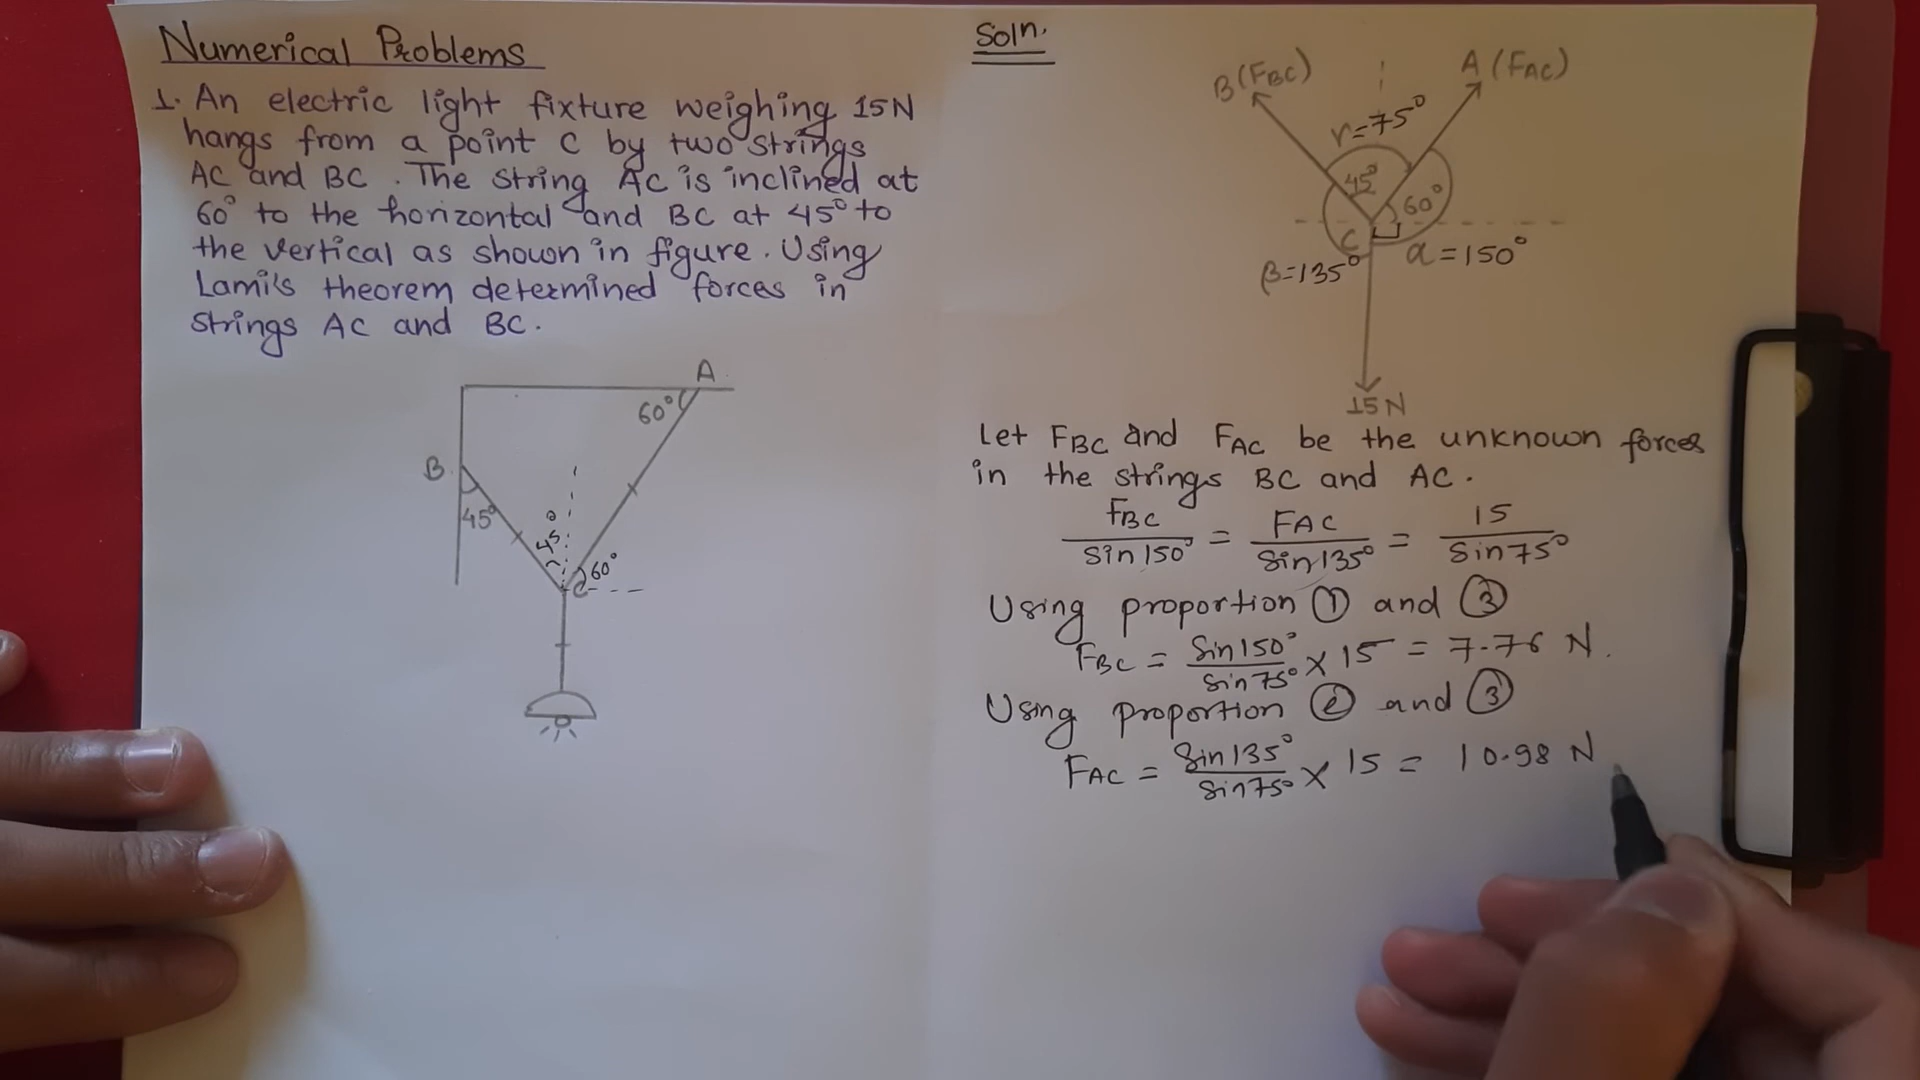 Numerical Problems
1. An electric light fixture weighing 15N
hangs from a point C by two strings
AC and BC. The string AC is inclined at
60° to the horizontal and BC at 45° to
the vertical as shown in figure. Using
Lami's theorem determined forces in
strings AC and BC.
A
60°
B
45°
45°
60°
C
Soln.
B (FBC)
A (FAC)
γ=75°
45°
60°
C
β=135°
α=150°
15N
Let FBC and FAC be the unknown forces
in the strings BC and AC.
FBC/Sin150° = FAC/Sin135° = 15/Sin75°
Using proportion ① and ③
FBC = Sin150°/Sin75° × 15 = 7.76 N.
Using proportion ② and ③
FAC = Sin135°/Sin75° × 15 = 10.98 N